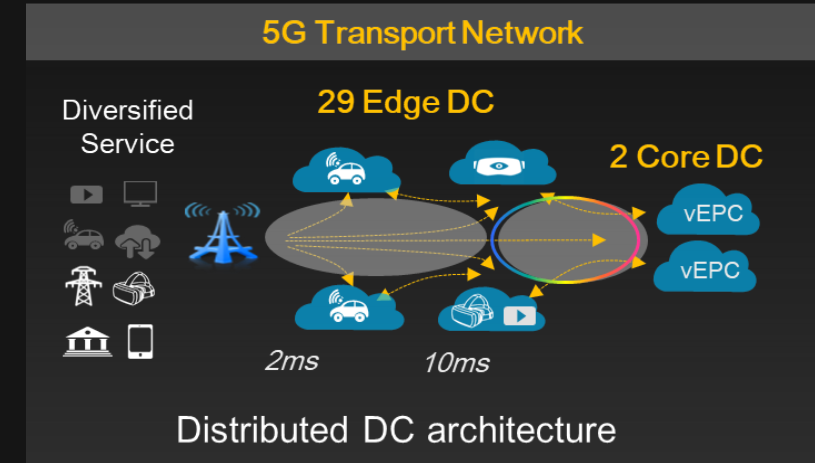 5G Transport Network
Diversified
Service
29 Edge DC
2 Core DC
vEPC
vEPC
2ms
10ms
Distributed DC architecture